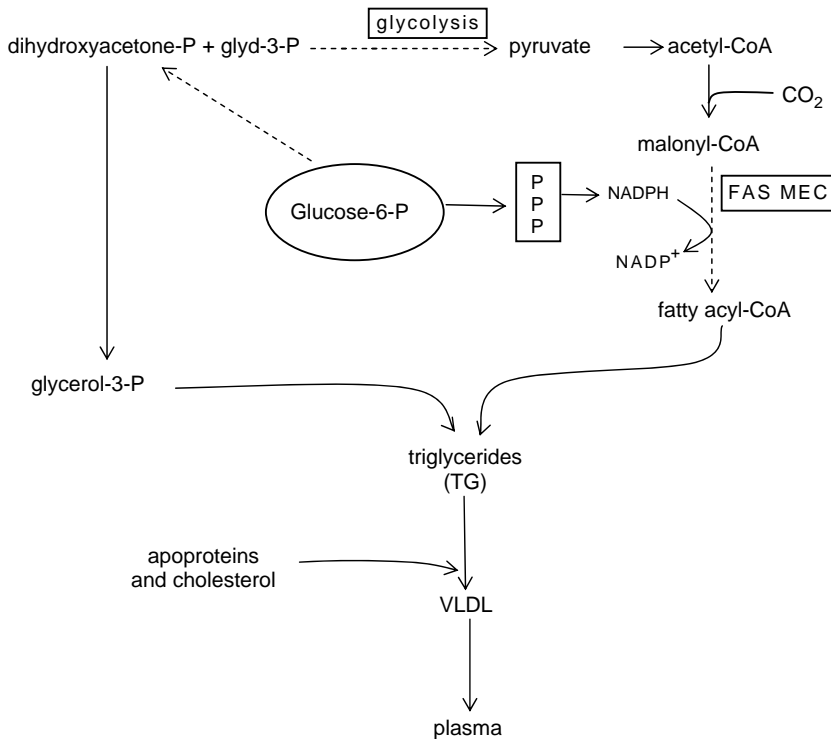 glycolysis
dihydroxyacetone-P + glyd-3-P
pyruvate
acetyl-CoA
CO2
malonyl-CoA
Glucose-6-P
P
P
P
NADPH
FAS MEC
NADP+
fatty acyl-CoA
glycerol-3-P
triglycerides
(TG)
apoproteins
and cholesterol
VLDL
plasma